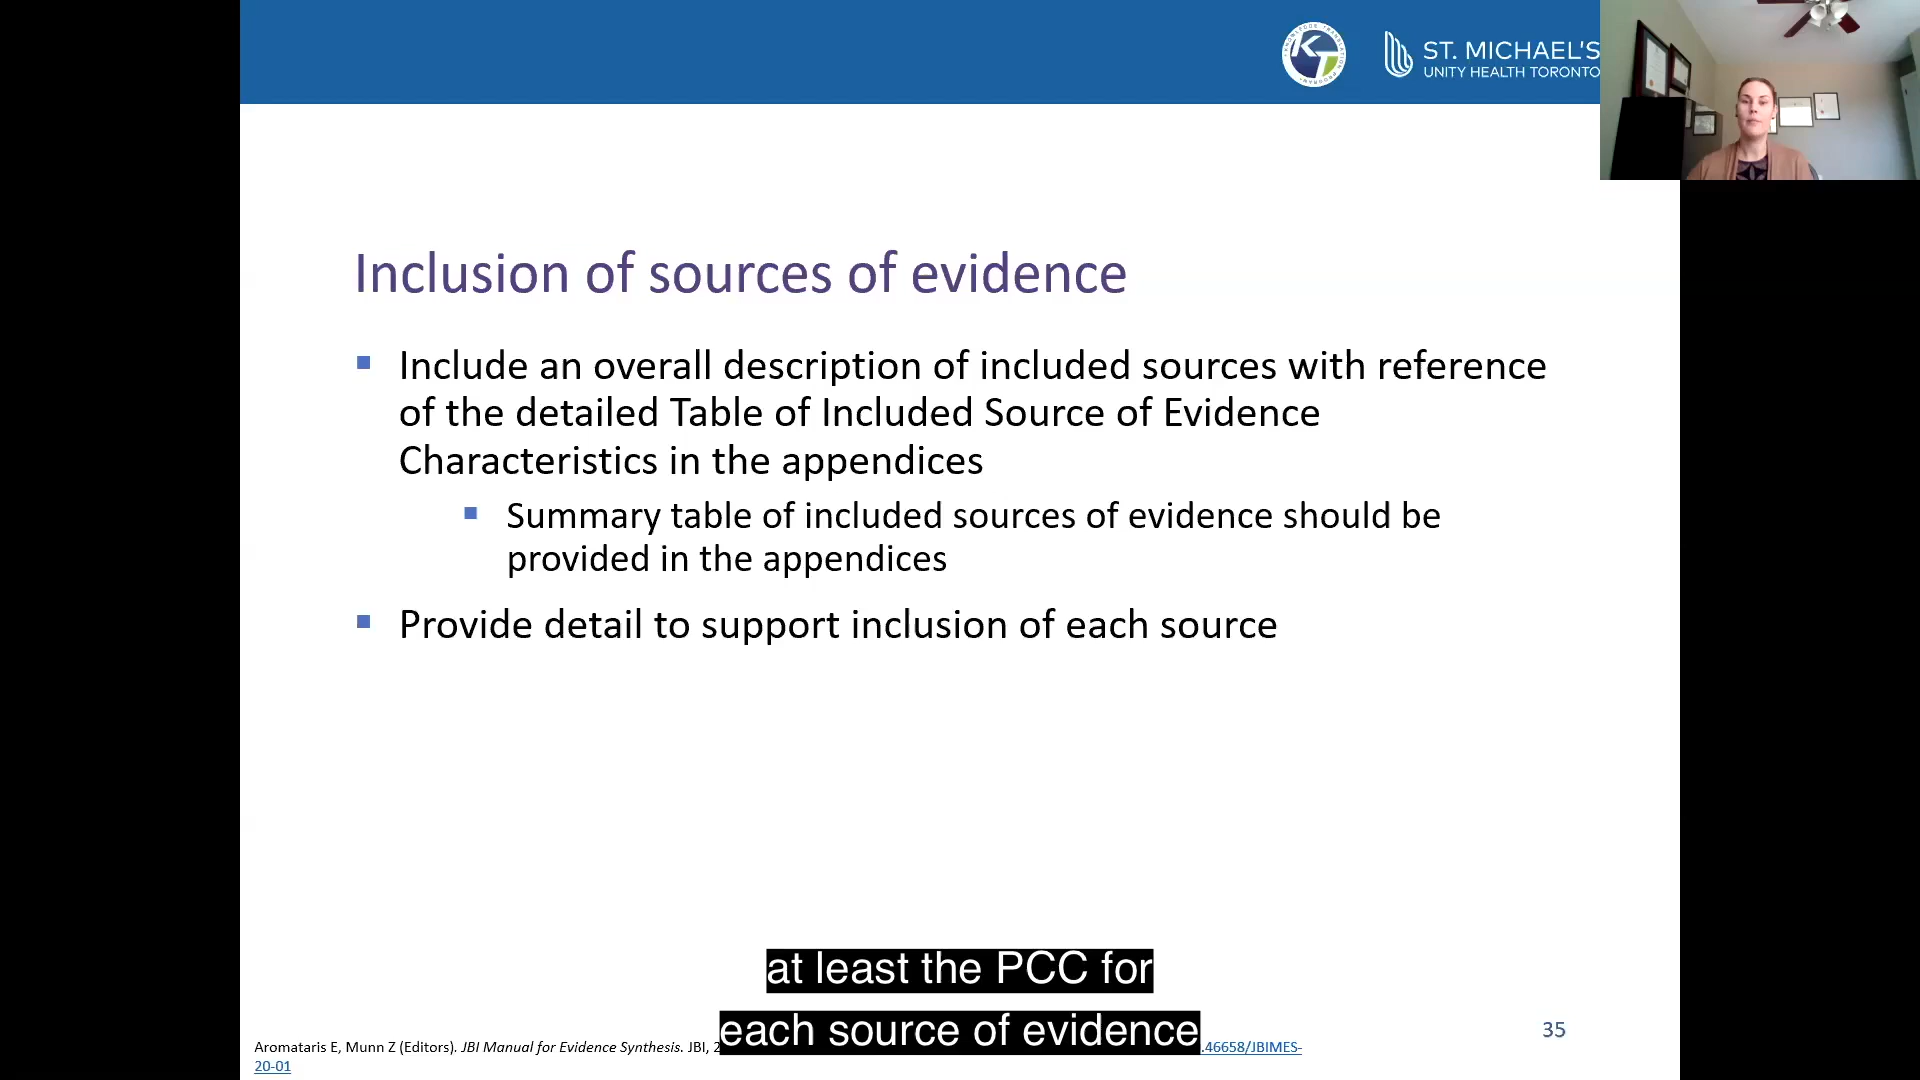 ST. MICHAEL'S
UNITY HEALTH TORONTO
Inclusion of sources of evidence
Include an overall description of included sources with reference
of the detailed Table of Included Source of Evidence
Characteristics in the appendices
Summary table of included sources of evidence should be
provided in the appendices
Provide detail to support inclusion of each source
at least the PCC for
each source of evidence
35
Aromataris E, Munn Z (Editors). JBI Manual for Evidence Synthesis. JBI, 2
.46658/JBIMES-
20-01
KT
KNOWLEDGE TRANSLATION PROGRAM